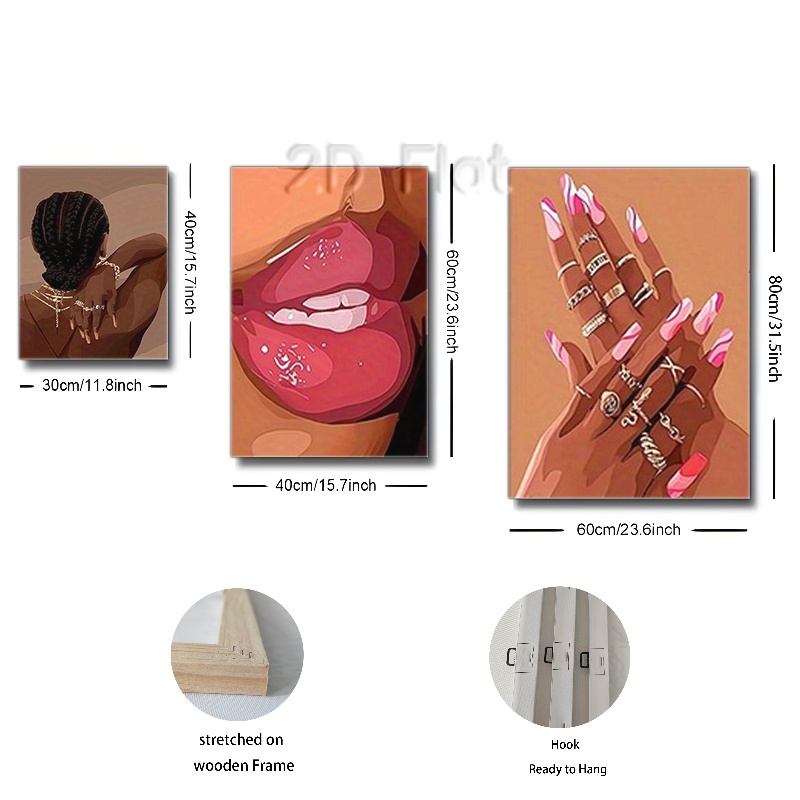 2D Flat
40cm/15.7inch
60cm/23.6inch
80cm/31.5inch
30cm/11.8inch
40cm/15.7inch
60cm/23.6inch
stretched on
wooden Frame
Hook
Ready to Hang